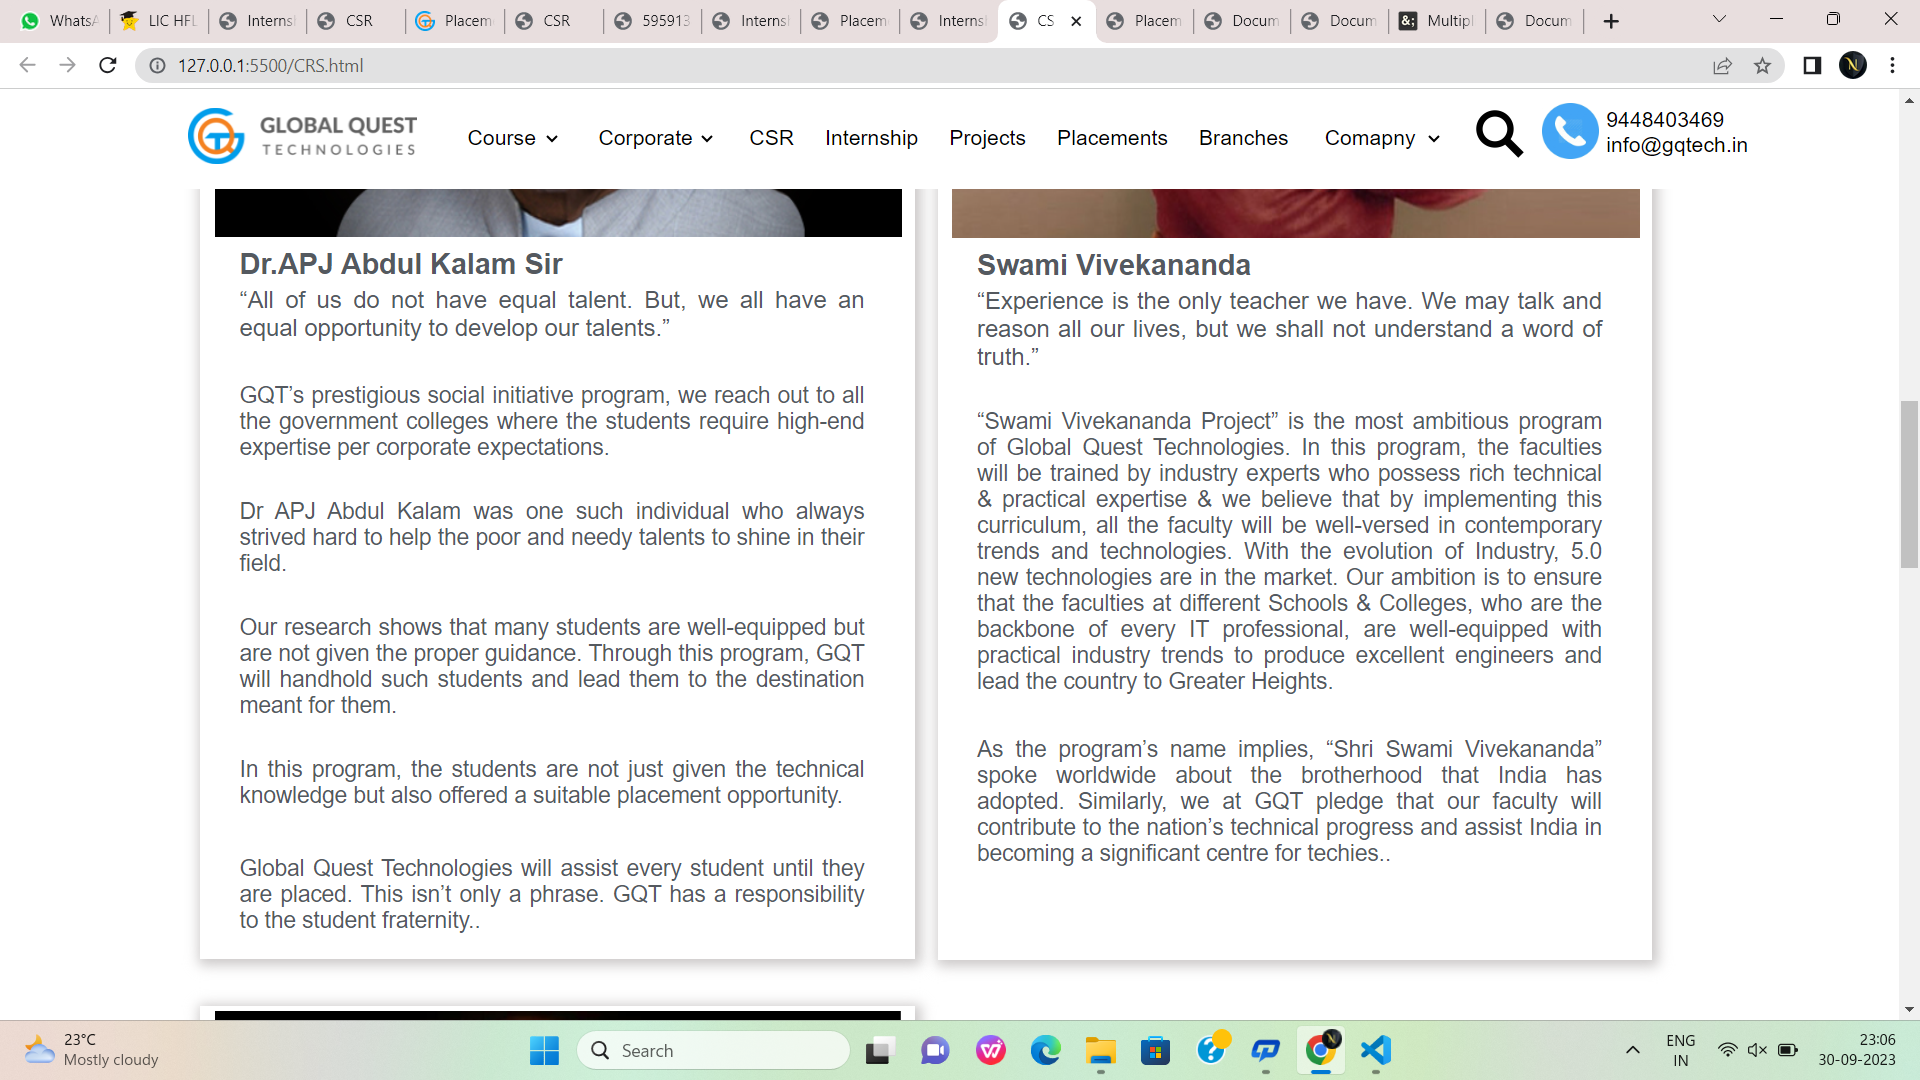 WhatsA
LIC HFL
Internsl
CSR
Placem
CSR
595913
Internsl
Placem
Internsl
CS
Placem
Docum
Docum
Multipl
Docum
127.0.0.1:5500/CRS.html
GLOBAL QUEST
TECHNOLOGIES
Course
Corporate
CSR
Internship
Projects
Placements
Branches
Comapny
9448403469
info@gqtech.in
Dr.APJ Abdul Kalam Sir
“All of us do not have equal talent. But, we all have an
equal opportunity to develop our talents.”
GQT’s prestigious social initiative program, we reach out to all
the government colleges where the students require high-end
expertise per corporate expectations.
Dr APJ Abdul Kalam was one such individual who always
strived hard to help the poor and needy talents to shine in their
field.
Our research shows that many students are well-equipped but
are not given the proper guidance. Through this program, GQT
will handhold such students and lead them to the destination
meant for them.
In this program, the students are not just given the technical
knowledge but also offered a suitable placement opportunity.
Global Quest Technologies will assist every student until they
are placed. This isn’t only a phrase. GQT has a responsibility
to the student fraternity..
Swami Vivekananda
“Experience is the only teacher we have. We may talk and
reason all our lives, but we shall not understand a word of
truth.”
“Swami Vivekananda Project” is the most ambitious program
of Global Quest Technologies. In this program, the faculties
will be trained by industry experts who possess rich technical
& practical expertise & we believe that by implementing this
curriculum, all the faculty will be well-versed in contemporary
trends and technologies. With the evolution of Industry, 5.0
new technologies are in the market. Our ambition is to ensure
that the faculties at different Schools & Colleges, who are the
backbone of every IT professional, are well-equipped with
practical industry trends to produce excellent engineers and
lead the country to Greater Heights.
As the program’s name implies, “Shri Swami Vivekananda”
spoke worldwide about the brotherhood that India has
adopted. Similarly, we at GQT pledge that our faculty will
contribute to the nation’s technical progress and assist India in
becoming a significant centre for techies..
23°C
Mostly cloudy
Search
ENG
IN
23:06
30-09-2023